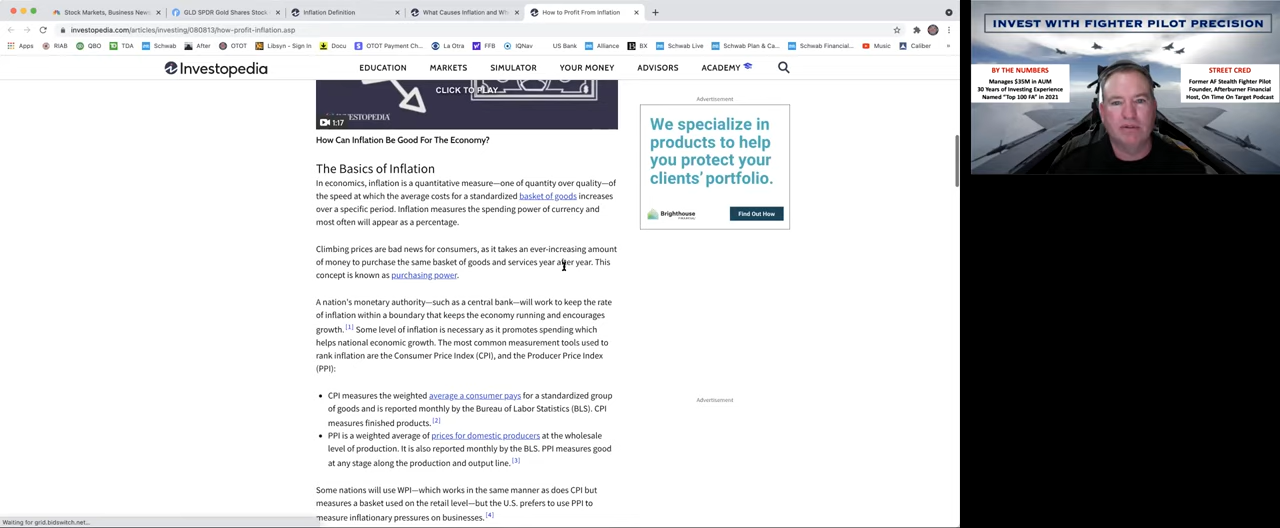 Stock Markets, Business News
GLD SPDR Gold Shares Stock
Inflation Definition
What Causes Inflation and Wh
How to Profit From Inflation
investopedia.com/articles/investing/080813/how-profit-inflation.asp
Apps RIAB QBO TDA Schwab After OTOT Libsyn - Sign In Docu OTOT Payment Ch... La Otra FFB IQNav US Bank Alliance BX Schwab Live Schwab Plan & Ca... Schwab Financial... Music Caliber
Investopedia
EDUCATION MARKETS SIMULATOR YOUR MONEY ADVISORS ACADEMY
CLICK TO PLAY
1:17
How Can Inflation Be Good For The Economy?
The Basics of Inflation
In economics, inflation is a quantitative measure—one of quantity over quality—of
the speed at which the average costs for a standardized basket of goods increases
over a specific period. Inflation measures the spending power of currency and
most often will appear as a percentage.
Climbing prices are bad news for consumers, as it takes an ever-increasing amount
of money to purchase the same basket of goods and services year after year. This
concept is known as purchasing power.
A nation's monetary authority—such as a central bank—will work to keep the rate
of inflation within a boundary that keeps the economy running and encourages
growth. [1] Some level of inflation is necessary as it promotes spending which
helps national economic growth. The most common measurement tools used to
rank inflation are the Consumer Price Index (CPI), and the Producer Price Index
(PPI):
• CPI measures the weighted average a consumer pays for a standardized group
of goods and is reported monthly by the Bureau of Labor Statistics (BLS). CPI
measures finished products. [2]
• PPI is a weighted average of prices for domestic producers at the wholesale
level of production. It is also reported monthly by the BLS. PPI measures good
at any stage along the production and output line. [3]
Some nations will use WPI—which works in the same manner as does CPI but
measures a basket used on the retail level—but the U.S. prefers to use PPI to
measure inflationary pressures on businesses. [4]
Waiting for grid.bidswitch.net...
Advertisement
We specialize in
products to help
you protect your
clients' portfolio.
Brighthouse
FINANCIAL
Find Out How
Advertisement
INVEST WITH FIGHTER PILOT PRECISION
BY THE NUMBERS
Manages $35M in AUM
30 Years of Investing Experience
Named "Top 100 FA" in 2021
STREET CRED
Former AF Stealth Fighter Pilot
Founder, Afterburner Financial
Host, On Time On Target Podcast